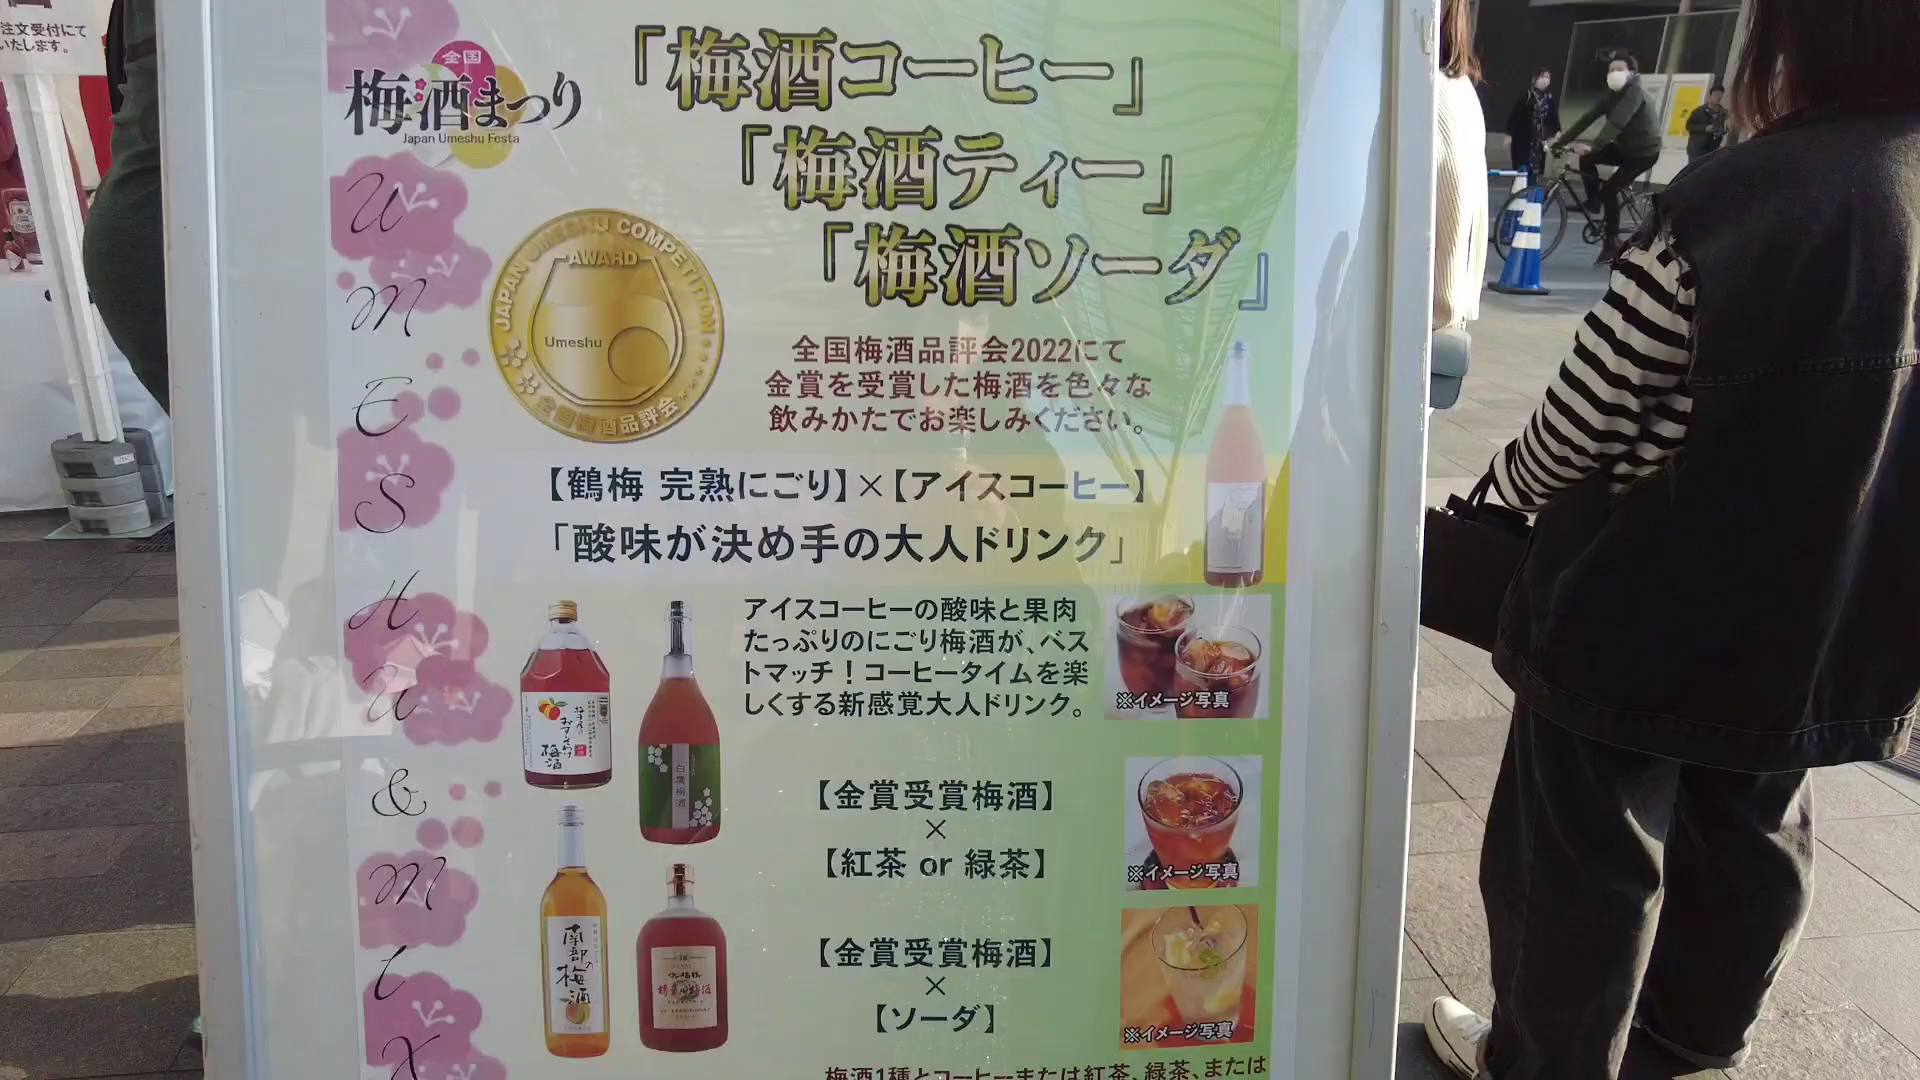 注文受付にて
いたします。
全国
梅酒まつり
Japan Umeshu Festa
「梅酒コーヒー」
「梅酒ティー」
「梅酒ソーダ」
JAPAN UMESHU COMPETITION
AWARD
Umeshu
全国梅酒品評会
全国梅酒品評会2022にて
金賞を受賞した梅酒を色々な
飲みかたでお楽しみください。
【鶴梅 完熟にごり】×【アイスコーヒー】
「酸味が決め手の大人ドリンク」
アイスコーヒーの酸味と果肉
たっぷりのにごり梅酒が、ベス
トマッチ！コーヒータイムを楽
しくする新感覚大人ドリンク。
※イメージ写真
【金賞受賞梅酒】
×
【紅茶 or 緑茶】
※イメージ写真
【金賞受賞梅酒】
×
【ソーダ】
※イメージ写真
梅酒1種とコーヒーまたは紅茶、緑茶、または
UMESHU&MIX
梅酒
白鷹梅酒
南部の梅酒